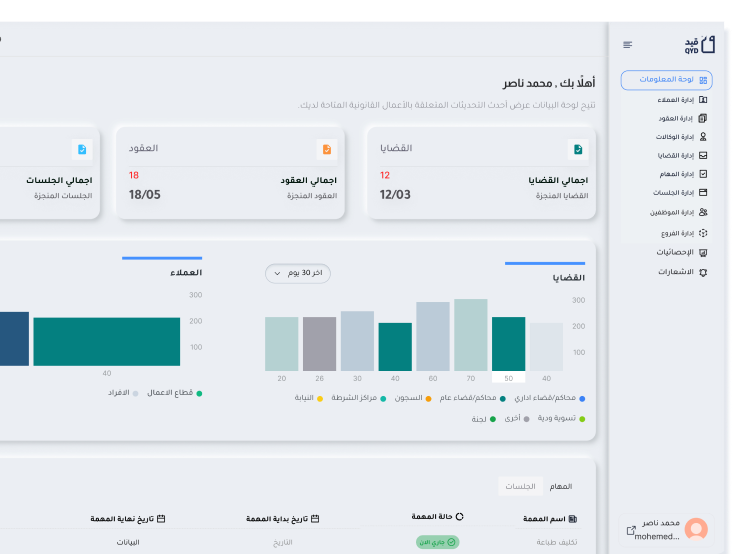 قيد
QYD
لوحة المعلومات
إدارة العملاء
إدارة العقود
إدارة الوكالات
إدارة القضايا
إدارة المهام
إدارة الجلسات
إدارة الموظفين
إدارة الفروع
الإحصائيات
الاشعارات
محمد ناصر
mohemed...
أهلًا بك , محمد ناصر
تتيح لوحة البيانات عرض أحدث التحديثات المتعلقة بالأعمال القانونية المتاحة لديك.
القضايا
اجمالي القضايا 12
القضايا المنجزة 12/03
العقود
اجمالي العقود 18
العقود المنجزة 18/05
اجمالي الجلسات
الجلسات المنجزة
القضايا
اخر 30 يوم
300
200
100
20 26 30 40 60 70 50 40
محاكم/قضاء اداري محاكم/قضاء عام السجون مراكز الشرطة النيابة
تسوية ودية أخرى لجنة
العملاء
300
200
100
40
قطاع الاعمال الافراد
المهام الجلسات
اسم المهمة حالة المهمة تاريخ بداية المهمة تاريخ نهاية المهمة
تكليف طباعة جاري الان التاريخ البيانات